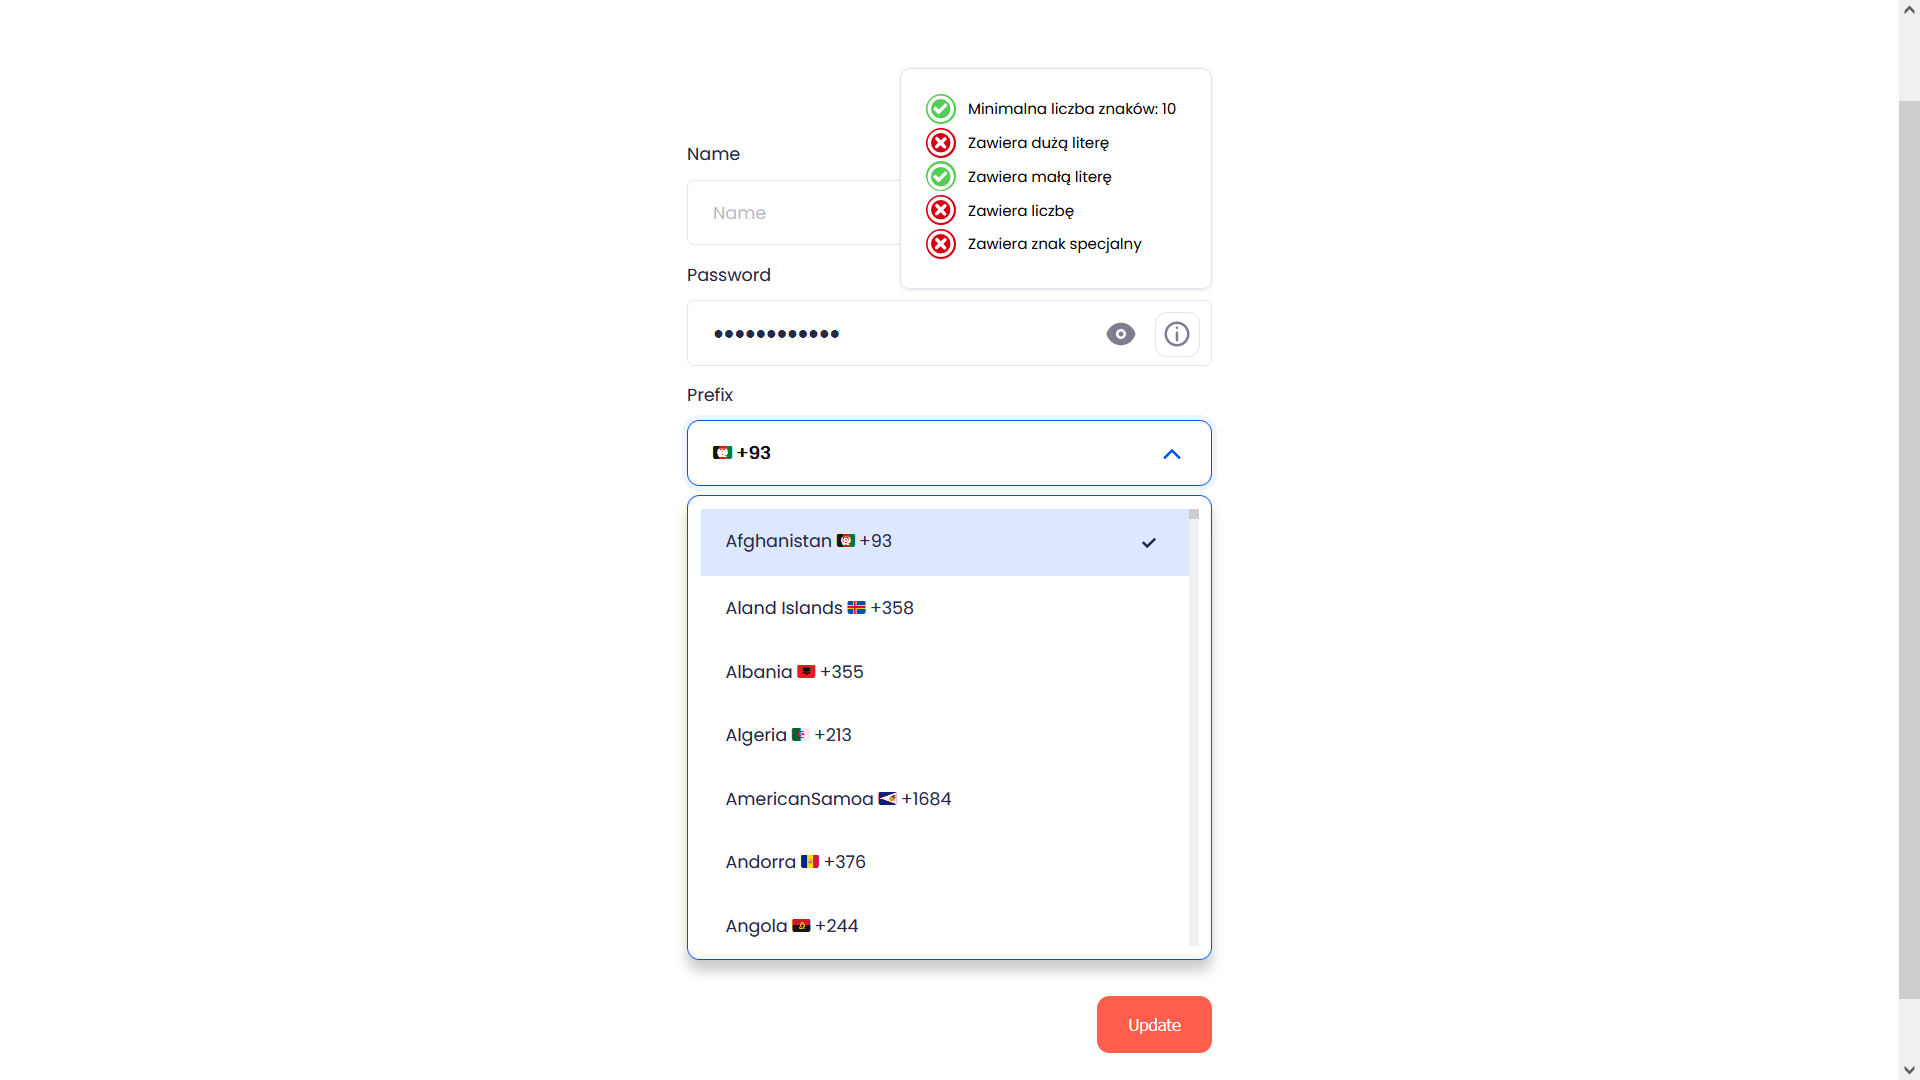 Minimalna liczba znaków: 10
Zawiera dużą literę
Zawiera małą literę
Zawiera liczbę
Zawiera znak specjalny
Name
Name
Password
Prefix
+93
Afghanistan +93
Aland Islands +358
Albania +355
Algeria +213
AmericanSamoa +1684
Andorra +376
Angola +244
Update